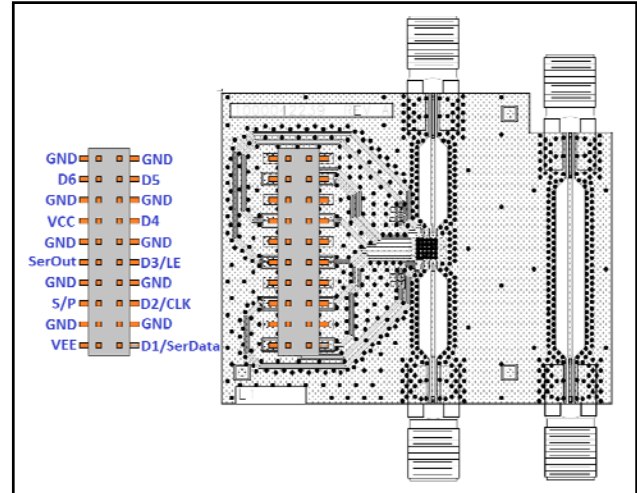 GND GND
D6 D5
GND GND
VCC D4
GND GND
SerOut D3/LE
GND GND
S/P D2/CLK
GND GND
VEE D1/SerData